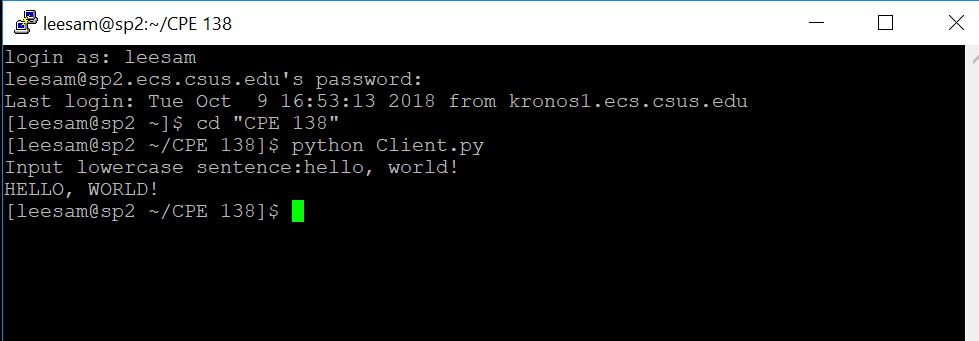 leesam@sp2:~/CPE 138
login as: leesam
leesam@sp2.ecs.csus.edu's password:
Last login: Tue Oct  9 16:53:13 2018 from kronos1.ecs.csus.edu
[leesam@sp2 ~]$ cd "CPE 138"
[leesam@sp2 ~/CPE 138]$ python Client.py
Input lowercase sentence:hello, world!
HELLO, WORLD!
[leesam@sp2 ~/CPE 138]$